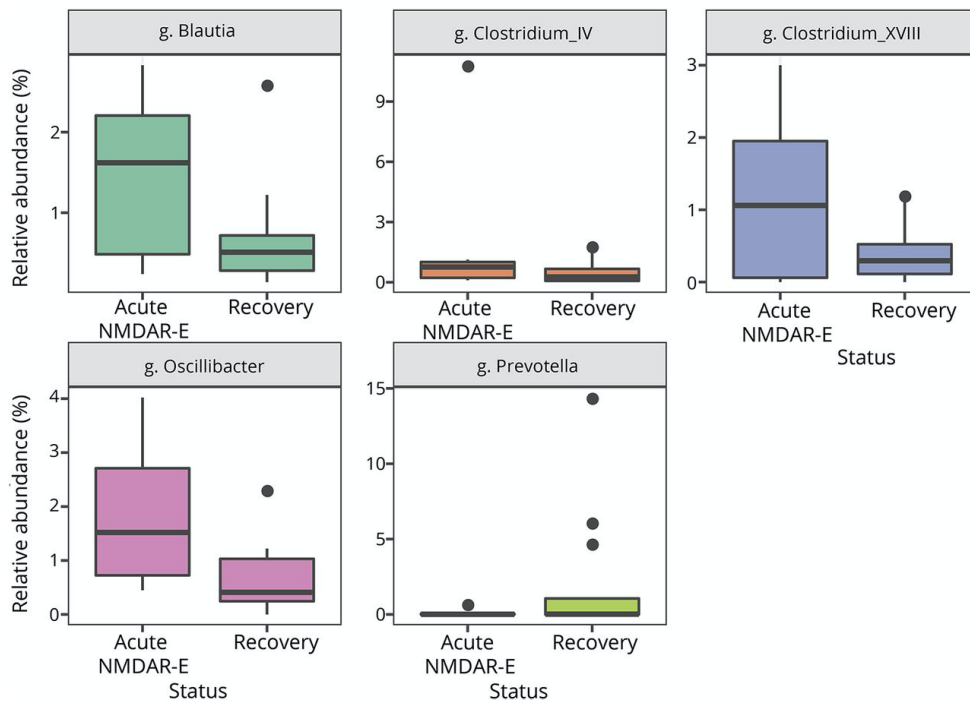 g. Blautia
Relative abundance (%)
2
1
Acute
NMDAR-E
Recovery
g. Clostridium_IV
9
6
3
0
Acute
NMDAR-E
Recovery
g. Clostridium_XVIII
3
2
1
0
Acute
NMDAR-E
Recovery
Status
g. Oscillibacter
Relative abundance (%)
4
3
2
1
0
Acute
NMDAR-E
Recovery
Status
g. Prevotella
15
10
5
0
Acute
NMDAR-E
Recovery
Status